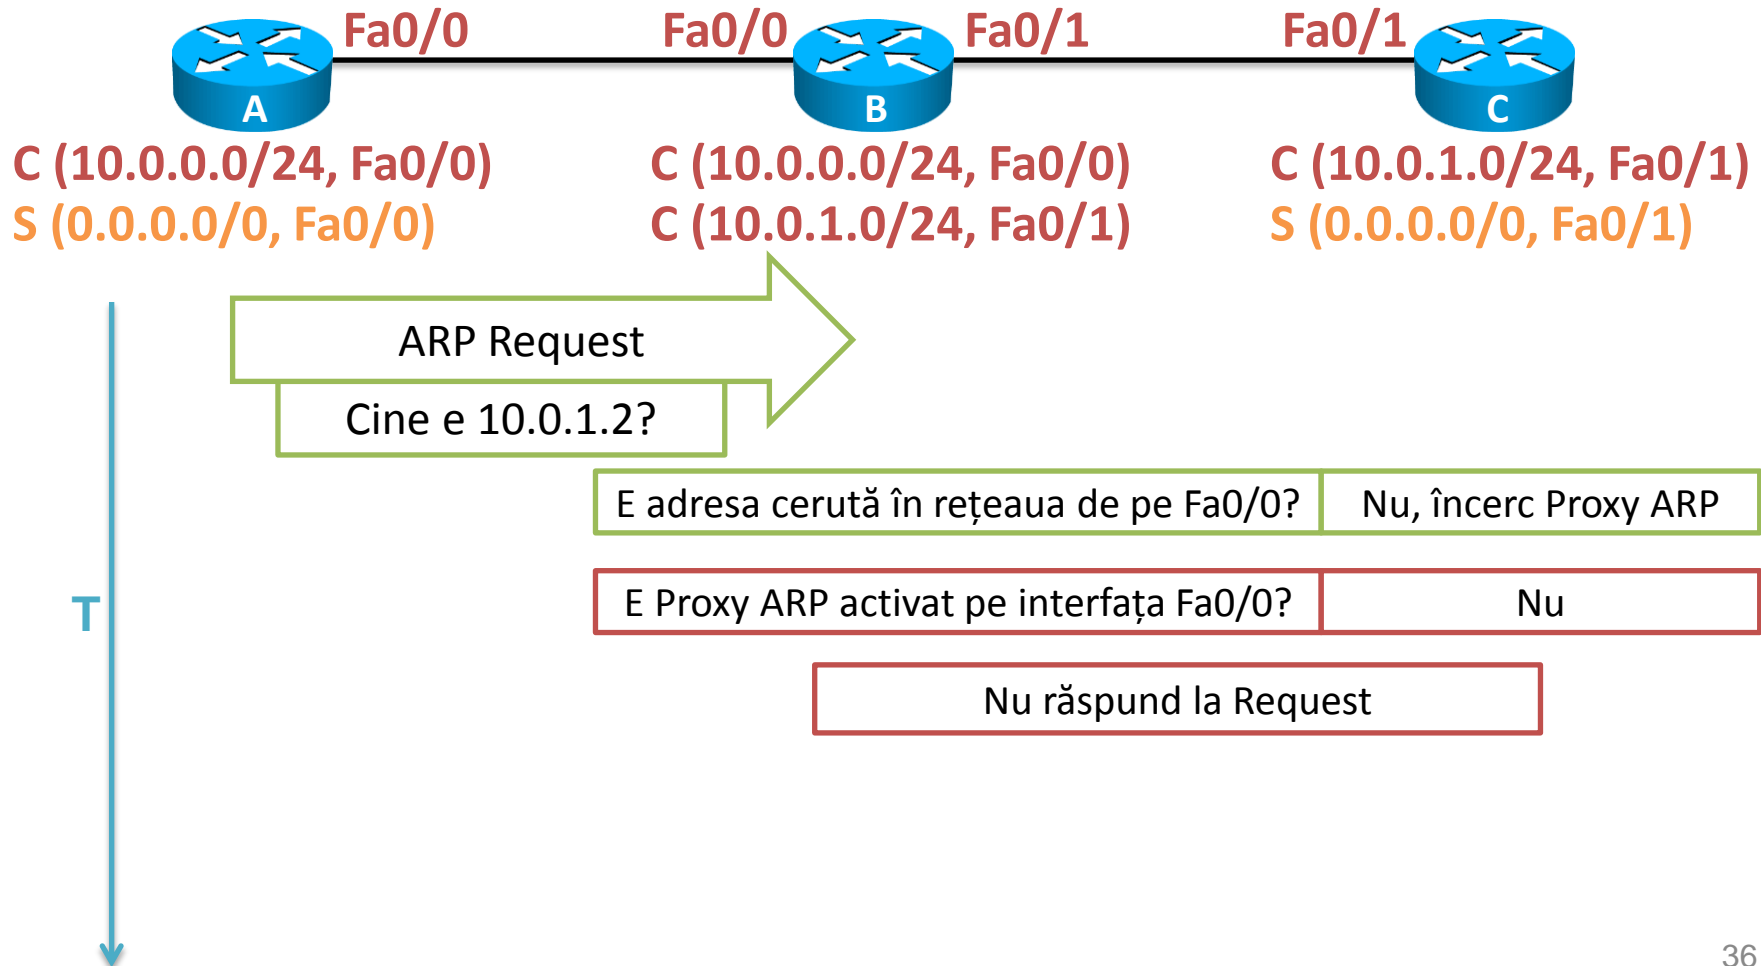 Fa0/0 Fa0/0 Fa0/1 Fa0/1
A B C
C (10.0.0.0/24, Fa0/0) C (10.0.0.0/24, Fa0/0) C (10.0.1.0/24, Fa0/1)
S (0.0.0.0/0, Fa0/0) C (10.0.1.0/24, Fa0/1) S (0.0.0.0/0, Fa0/1)
ARP Request
Cine e 10.0.1.2?
E adresa cerută în rețeaua de pe Fa0/0? Nu, încerc Proxy ARP
T E Proxy ARP activat pe interfața Fa0/0? Nu
Nu răspund la Request
36